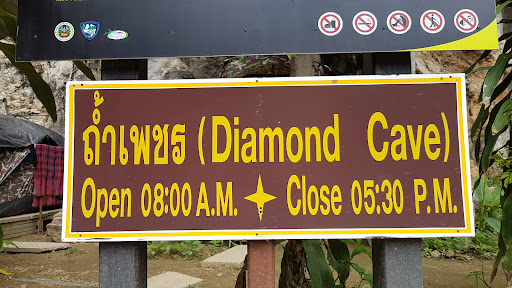 ถ้ำเพชร (Diamond Cave)
Open 08:00 A.M. Close 05:30 P.M.